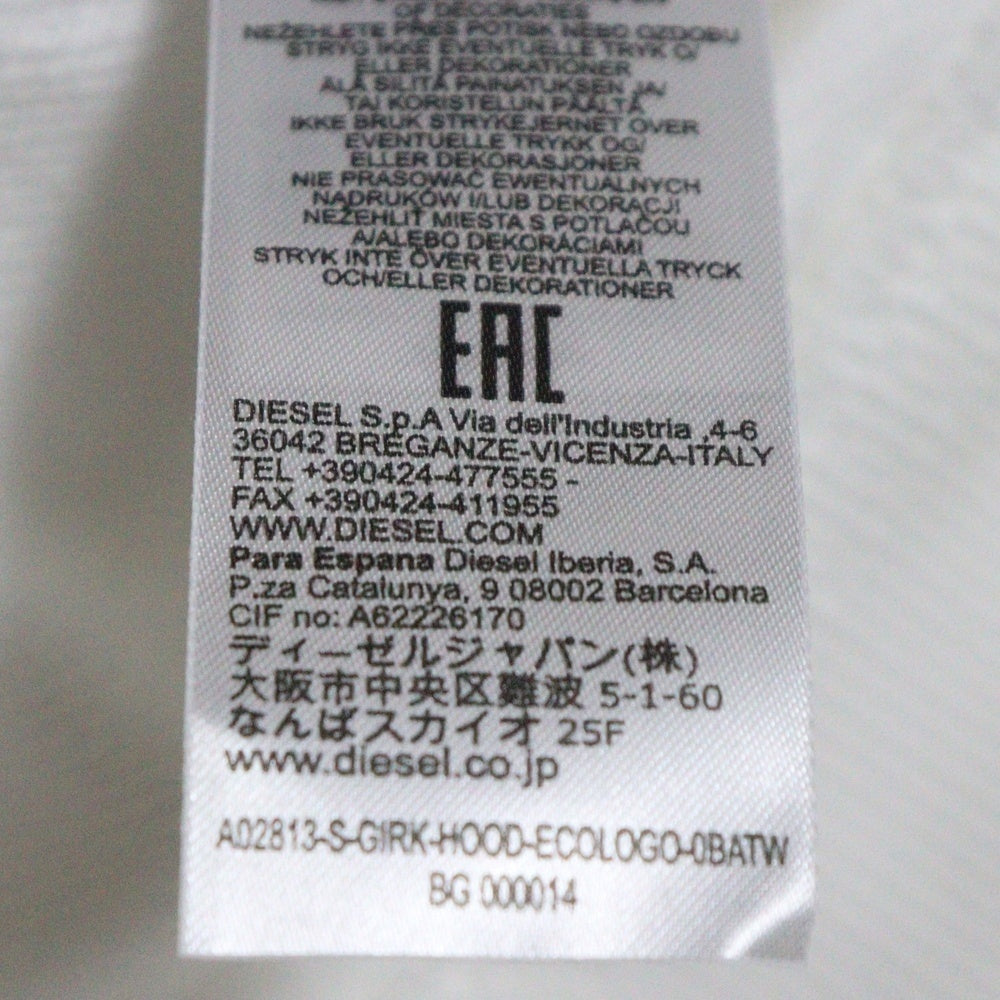 OF DECORATIES
NEŽEHLETE PŘES POTISK NEBO OZDOBU
STRYG IKKE EVENTUELLE TRYK O/
ELLER DEKORATIONER
ÄLÄ SILITÄ PAINATUKSEN JA/
TAI KORISTELUN PÄÄLTÄ
IKKE BRUK STRYKEJERNET OVER
EVENTUELLE TRYKK OG/
ELLER DEKORASJONER
NIE PRASOWAĆ EWENTUALNYCH
NADRUKÓW I/LUB DEKORACJI
NEŽEHLIŤ MIESTA S POTLAČOU
A/ALEBO DEKORÁCIAMI
STRYK INTE ÖVER EVENTUELLA TRYCK
OCH/ELLER DEKORATIONER
EAC
DIESEL S.p.A Via dell'Industria ,4-6
36042 BREGANZE-VICENZA-ITALY
TEL +390424-477555 -
FAX +390424-411955
WWW.DIESEL.COM
Para Espana Diesel Iberia, S.A.
P.za Catalunya, 9 08002 Barcelona
CIF no: A62226170
ディーゼルジャパン(株)
大阪市中央区難波 5-1-60
なんばスカイオ 25F
www.diesel.co.jp
A02813-S-GIRK-HOOD-ECOLOGO-0BATW
BG 000014